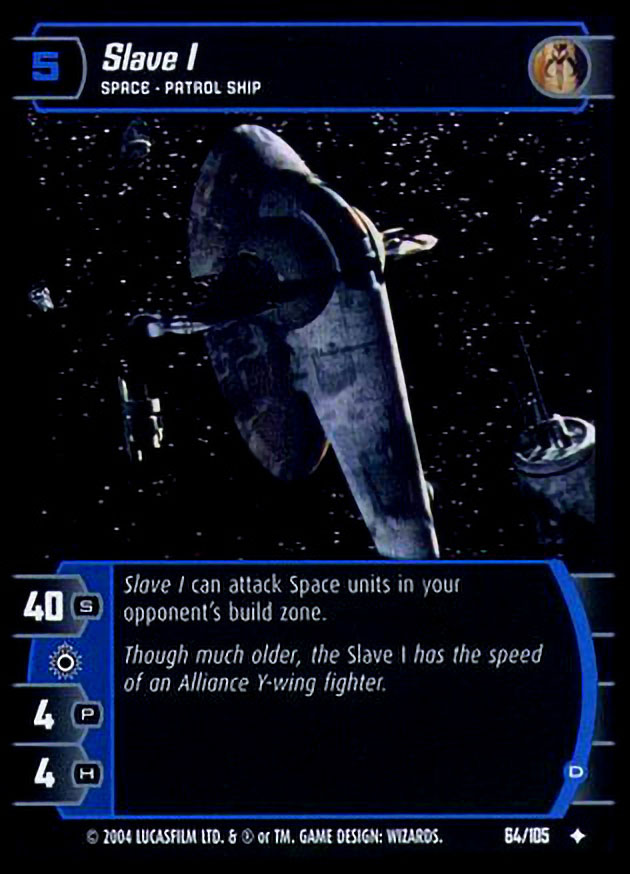 5
Slave I
SPACE - PATROL SHIP
40 S
4 P
4 H
Slave I can attack Space units in your
opponent's build zone.
Though much older, the Slave I has the speed
of an Alliance Y-wing fighter.
D
© 2004 LUCASFILM LTD. & ® or TM. GAME DESIGN: WIZARDS.
64/105